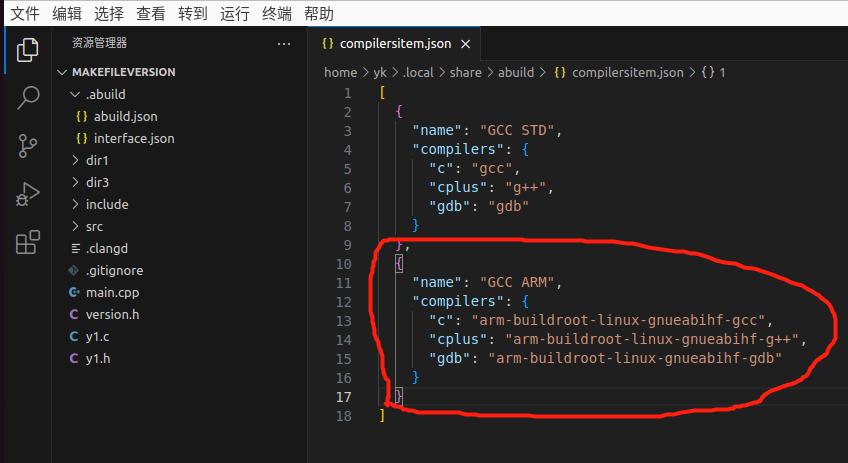 文件 编辑 选择 查看 转到 运行 终端 帮助
资源管理器 ···
MAKEFILEVERSION
.abuild
{} abuild.json
{} interface.json
dir1
dir3
include
src
.clangd
.gitignore
main.cpp
version.h
y1.c
y1.h
{} compilersitem.json ×
home > yk > .local > share > abuild > {} compilersitem.json > {} 1
1 [
2 {
3 "name": "GCC STD",
4 "compilers": {
5 "c": "gcc",
6 "cplus": "g++",
7 "gdb": "gdb"
8 }
9 },
10 {
11 "name": "GCC ARM",
12 "compilers": {
13 "c": "arm-buildroot-linux-gnueabihf-gcc",
14 "cplus": "arm-buildroot-linux-gnueabihf-g++",
15 "gdb": "arm-buildroot-linux-gnueabihf-gdb"
16 }
17 }
18 ]